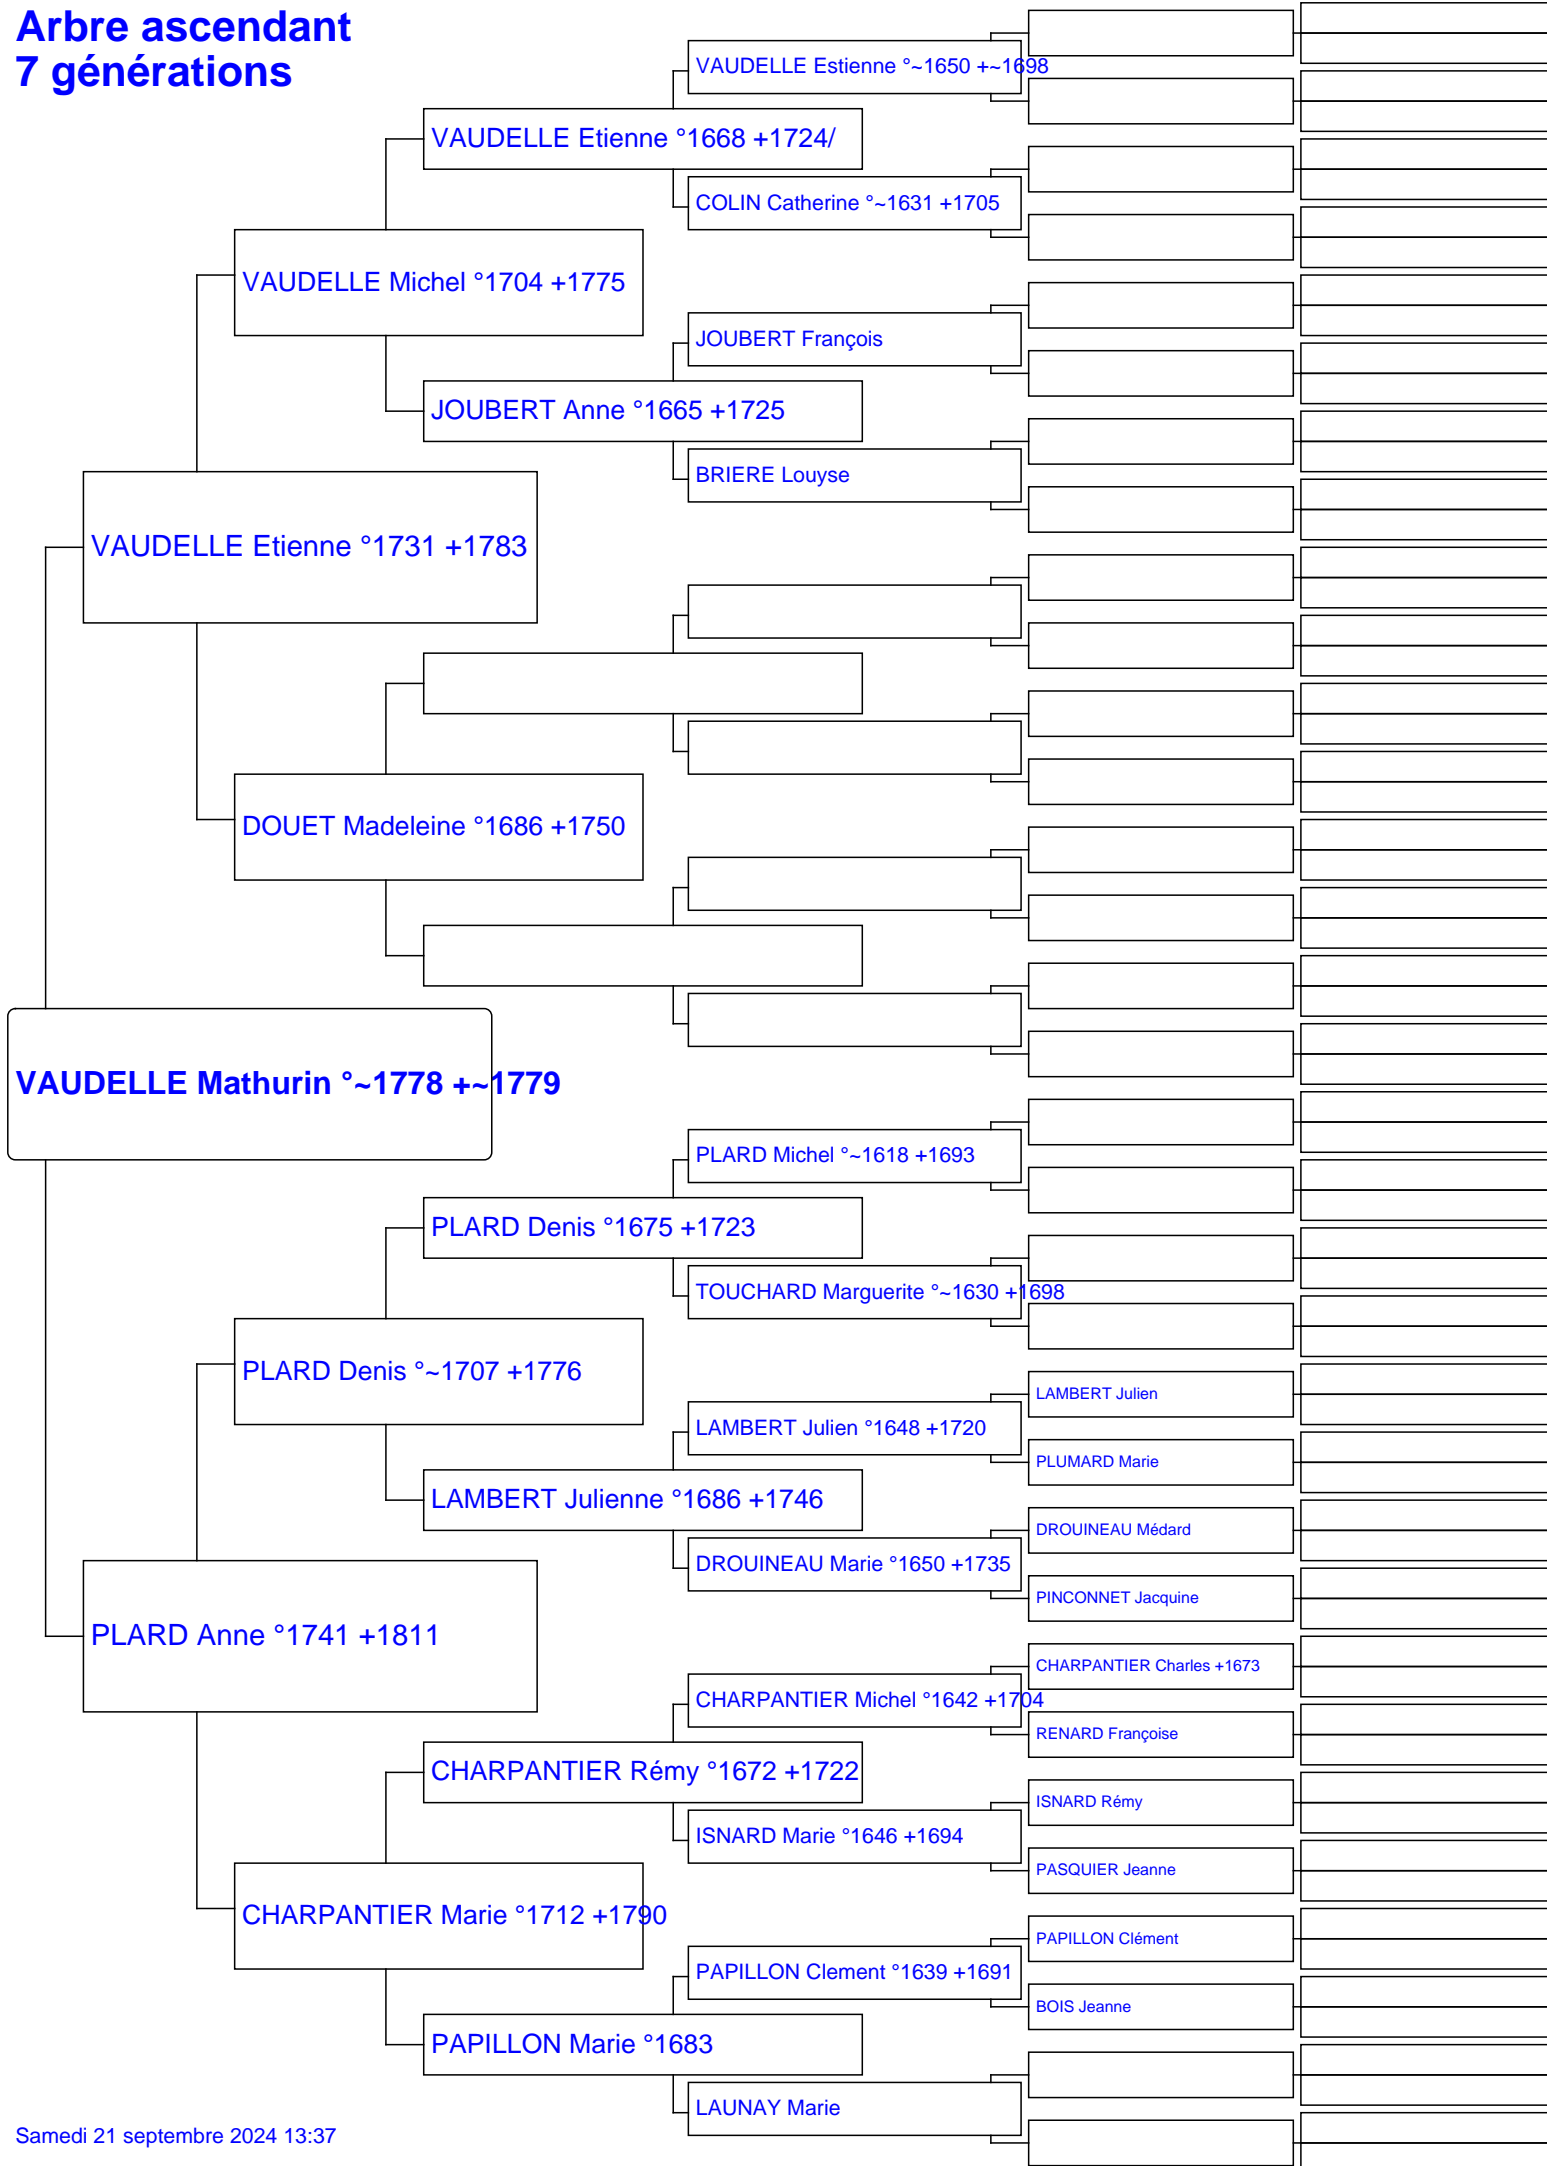 Arbre ascendant
7 générations
VAUDELLE Estienne °~1650 +~1698
VAUDELLE Etienne °1668 +1724/
COLIN Catherine °~1631 +1705
VAUDELLE Michel °1704 +1775
JOUBERT François
JOUBERT Anne °1665 +1725
BRIERE Louyse
VAUDELLE Etienne °1731 +1783
DOUET Madeleine °1686 +1750
VAUDELLE Mathurin °~1778 +~1779
PLARD Michel °~1618 +1693
PLARD Denis °1675 +1723
TOUCHARD Marguerite °~1630 +1698
PLARD Denis °~1707 +1776
LAMBERT Julien
LAMBERT Julien °1648 +1720
PLUMARD Marie
LAMBERT Julienne °1686 +1746
DROUINEAU Médard
DROUINEAU Marie °1650 +1735
PINCONNET Jacquine
PLARD Anne °1741 +1811
CHARPANTIER Charles +1673
CHARPANTIER Michel °1642 +1704
RENARD Françoise
CHARPANTIER Rémy °1672 +1722
ISNARD Rémy
ISNARD Marie °1646 +1694
PASQUIER Jeanne
CHARPANTIER Marie °1712 +1790
PAPILLON Clément
PAPILLON Clement °1639 +1691
BOIS Jeanne
PAPILLON Marie °1683
LAUNAY Marie
Samedi 21 septembre 2024 13:37